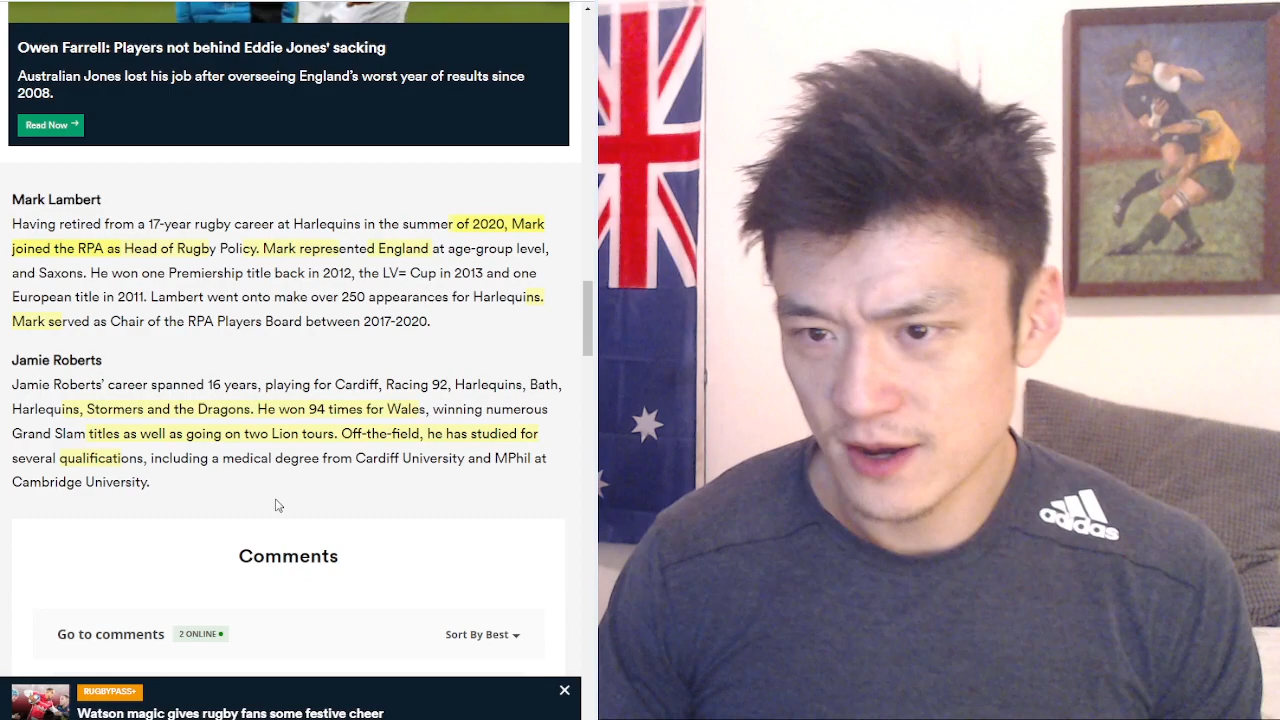 Owen Farrell: Players not behind Eddie Jones' sacking
Australian Jones lost his job after overseeing England's worst year of results since
2008.
Read Now
Mark Lambert
Having retired from a 17-year rugby career at Harlequins in the summer of 2020, Mark
joined the RPA as Head of Rugby Policy. Mark represented England at age-group level,
and Saxons. He won one Premiership title back in 2012, the LV= Cup in 2013 and one
European title in 2011. Lambert went onto make over 250 appearances for Harlequins.
Mark served as Chair of the RPA Players Board between 2017-2020.
Jamie Roberts
Jamie Roberts’ career spanned 16 years, playing for Cardiff, Racing 92, Harlequins, Bath,
Harlequins, Stormers and the Dragons. He won 94 times for Wales, winning numerous
Grand Slam titles as well as going on two Lion tours. Off-the-field, he has studied for
several qualifications, including a medical degree from Cardiff University and MPhil at
Cambridge University.
Comments
Go to comments 2 ONLINE
Sort By Best
RUGBYPASS+
Watson magic gives rugby fans some festive cheer
adidas